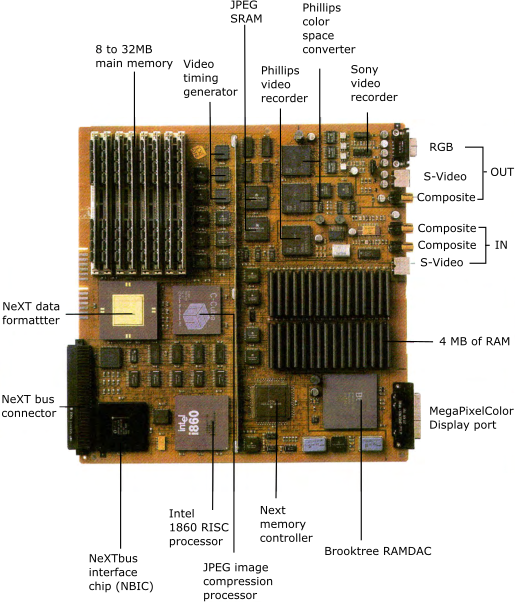 JPEG
SRAM
Phillips
color
space
converter
8 to 32MB
main memory
Video
timing
generator
Phillips
video
recorder
Sony
video
recorder
RGB
S-Video
OUT
Composite
Composite
IN
Composite
S-Video
NeXT data
formattter
C-Cube
4 MB of RAM
NeXT bus
connector
intel
i860
MegaPixelColor
Display port
Intel
1860 RISC
processor
Next
memory
controller
Brooktree RAMDAC
NeXTbus
interface
chip (NBIC)
JPEG image
compression
processor